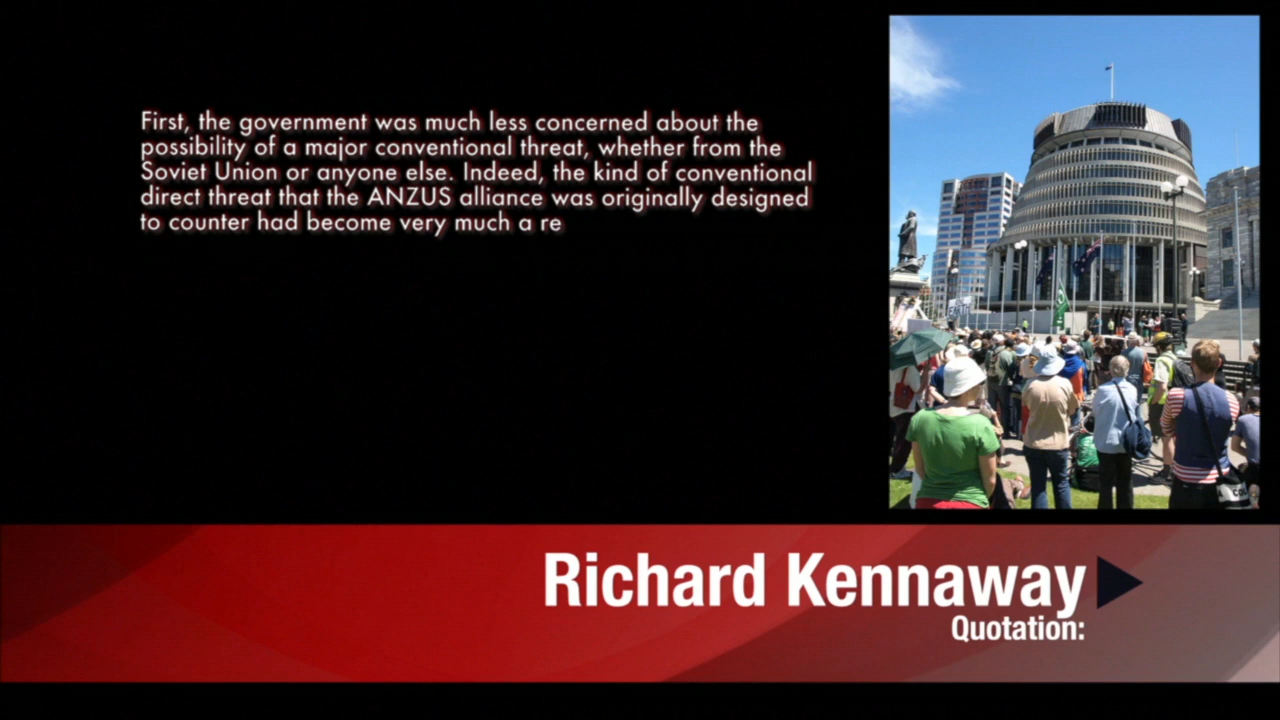 First, the government was much less concerned about the
possibility of a major conventional threat, whether from the
Soviet Union or anyone else. Indeed, the kind of conventional
direct threat that the ANZUS alliance was originally designed
to counter had become very much a re
Richard Kennaway
Quotation: